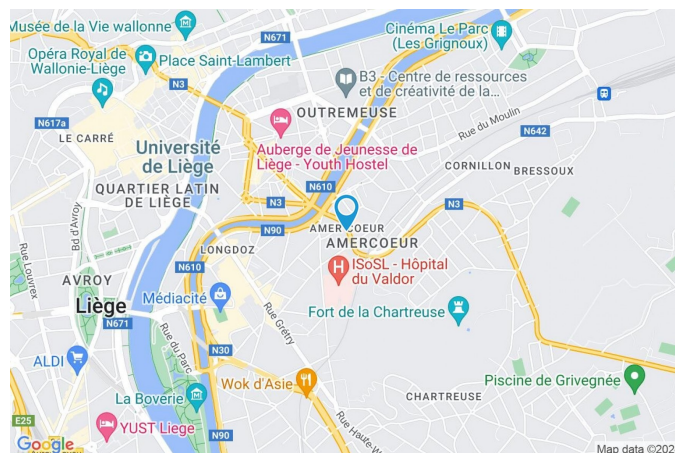 Musée de la Vie wallonne
N671
Cinéma Le Parc
(Les Grignoux)
Opéra Royal de
Wallonie-Liège
Place Saint-Lambert
N3
B3 - Centre de ressources
et de créativité de la...
OUTREMEUSE
N617a
LE CARRÉ
Rue du Moulin
N642
Université
de Liège
Auberge de Jeunesse de
Liège - Youth Hostel
CORNILLON
BRESSOUX
QUARTIER LATIN
DE LIÈGE
N610
N3
N3
Bd d'Avroy
N90
AMERCOEUR
AMERCOEUR
Rue Louvrex
LONGDOZ
N610
ISoSL - Hôpital
du Valdor
AVROY
Liège
Médiacité
Fort de la Chartreuse
N671
Rue du Parc
Rue Grétry
ALDI
N30
Wok d'Asie
Piscine de Grivegnée
La Boverie
CHARTREUSE
E25
YUST Liege
N90
Google
Map data ©202